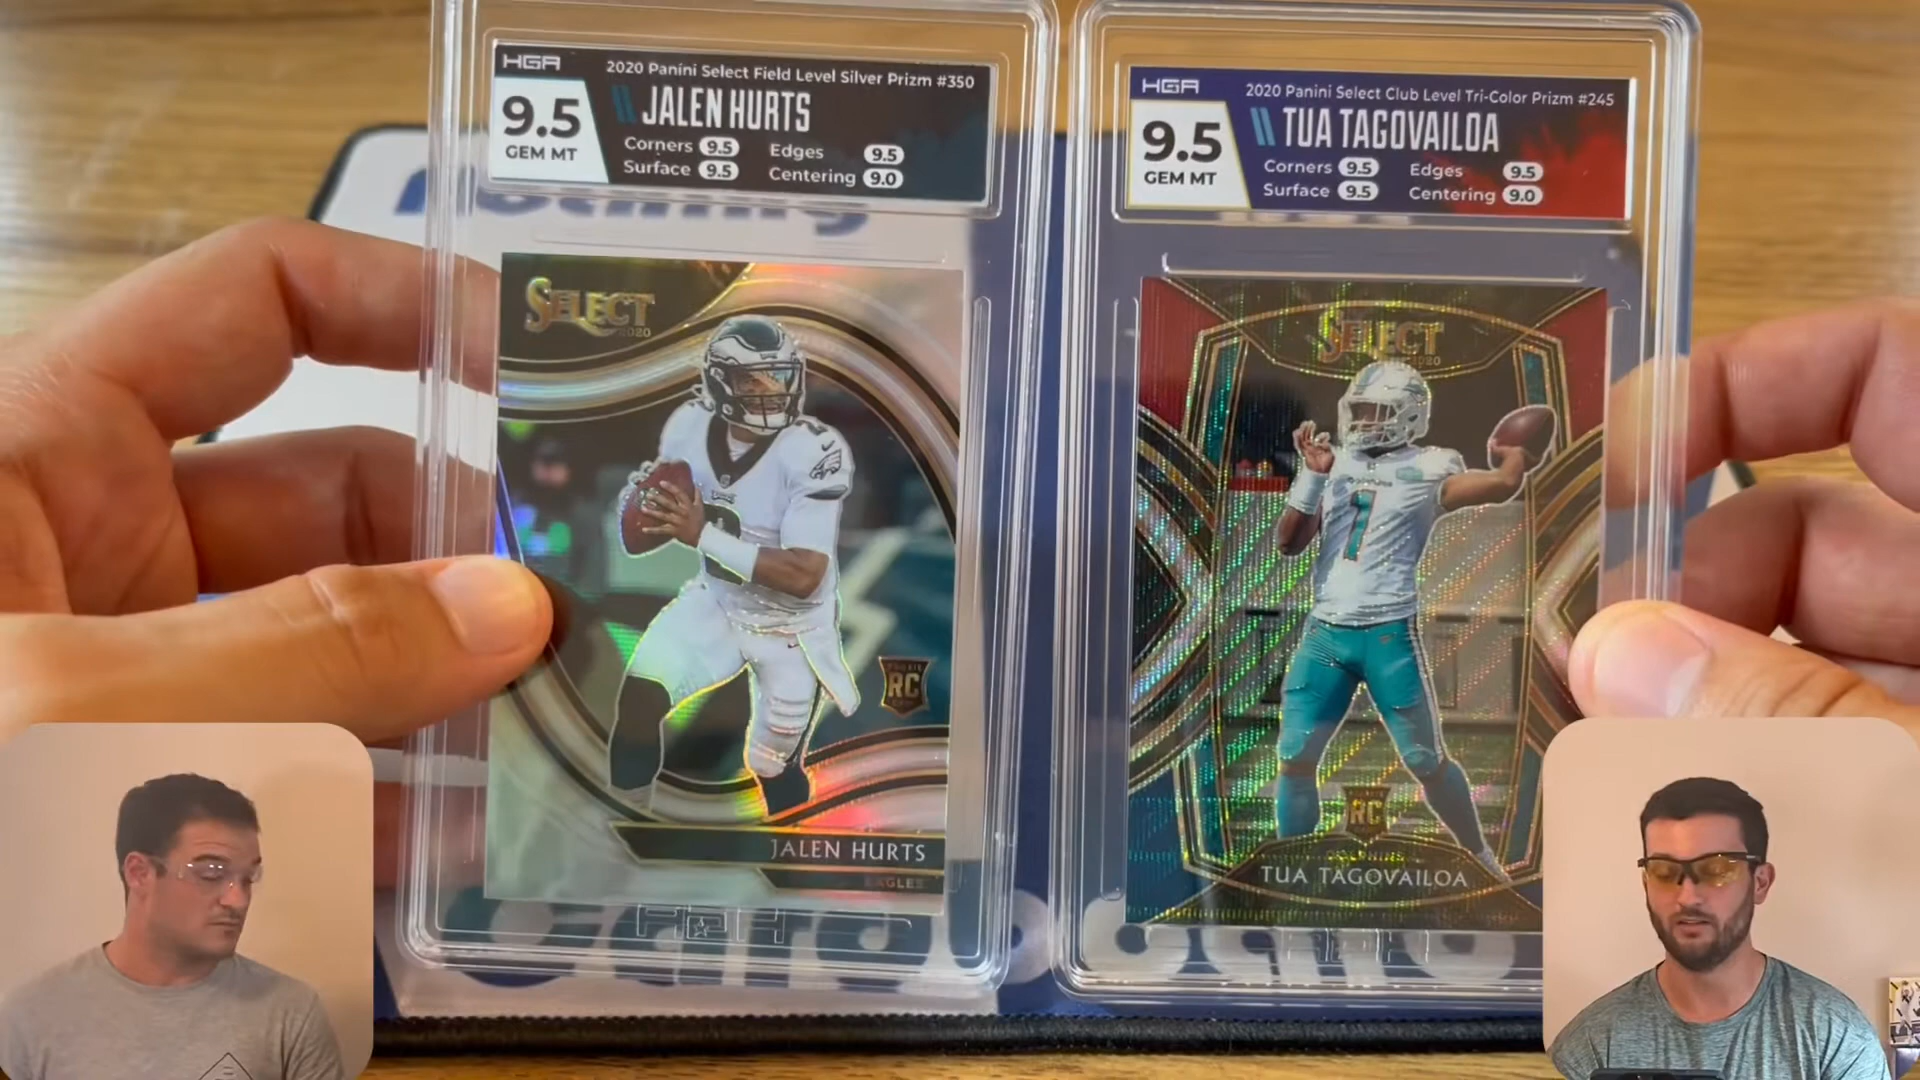 HGA
2020 Panini Select Field Level Silver Prizm #350
9.5
GEM MT
JALEN HURTS
Corners 9.5 Edges 9.5
Surface 9.5 Centering 9.0
SELECT
2020
RC
JALEN HURTS
EAGLES
HGA
2020 Panini Select Club Level Tri-Color Prizm #245
9.5
GEM MT
TUA TAGOVAILOA
Corners 9.5 Edges 9.5
Surface 9.5 Centering 9.0
SELECT
2020
1
RC
DOLPHINS
TUA TAGOVAILOA